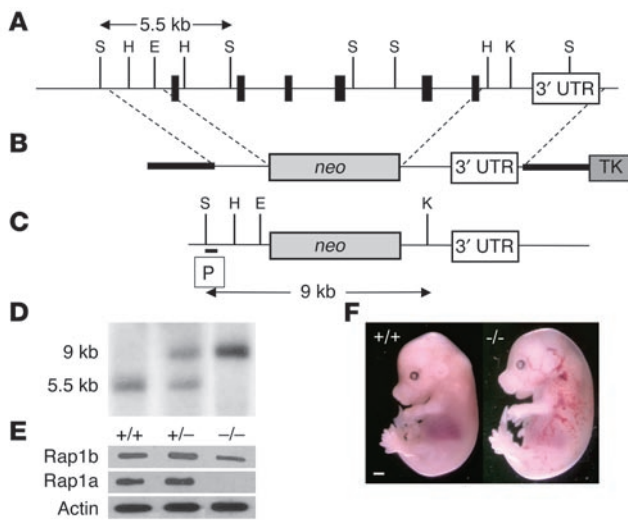 A
5.5 kb
S H E H S S S H K S
3′ UTR
B
neo 3′ UTR TK
C
S H E K
neo 3′ UTR
P
9 kb
D
9 kb
5.5 kb
E
+/+ +/– –/–
Rap1b
Rap1a
Actin
F
+/+ -/-